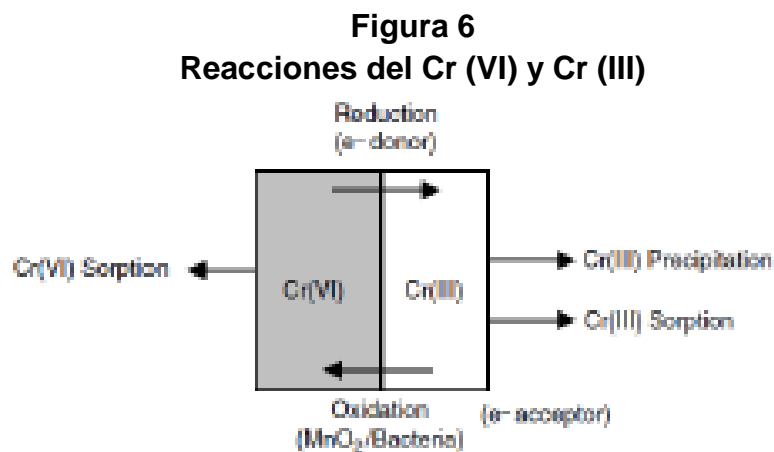 Figura 6
Reacciones del Cr (VI) y Cr (III)
Reduction
(e- donor)
Cr(VI) Sorption
Cr(VI)
Cr(III)
Cr(III) Precipitation
Cr(III) Sorption
Oxidation
(e- acceptor)
(MnO₂/Bacteria)